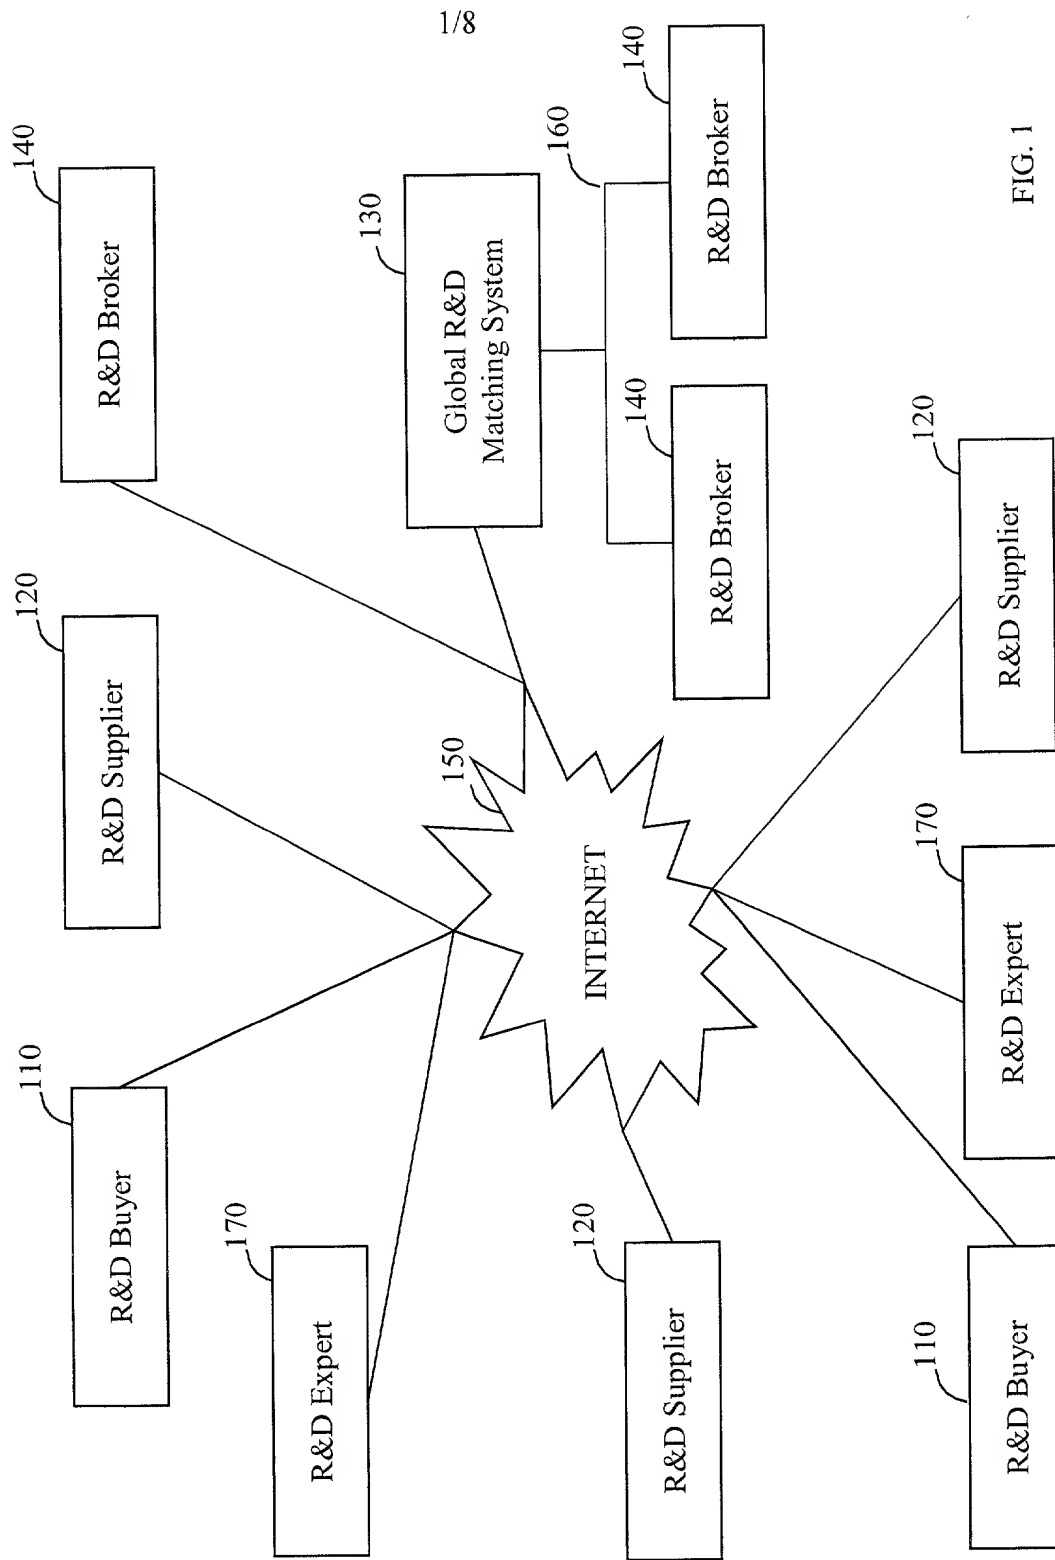 1/8
110
R&D Buyer
120
R&D Supplier
140
R&D Broker
170
R&D Expert
150
INTERNET
130
Global R&D
Matching System
160
120
R&D Supplier
140
R&D Broker
140
R&D Broker
110
R&D Buyer
170
R&D Expert
120
R&D Supplier
FIG. 1